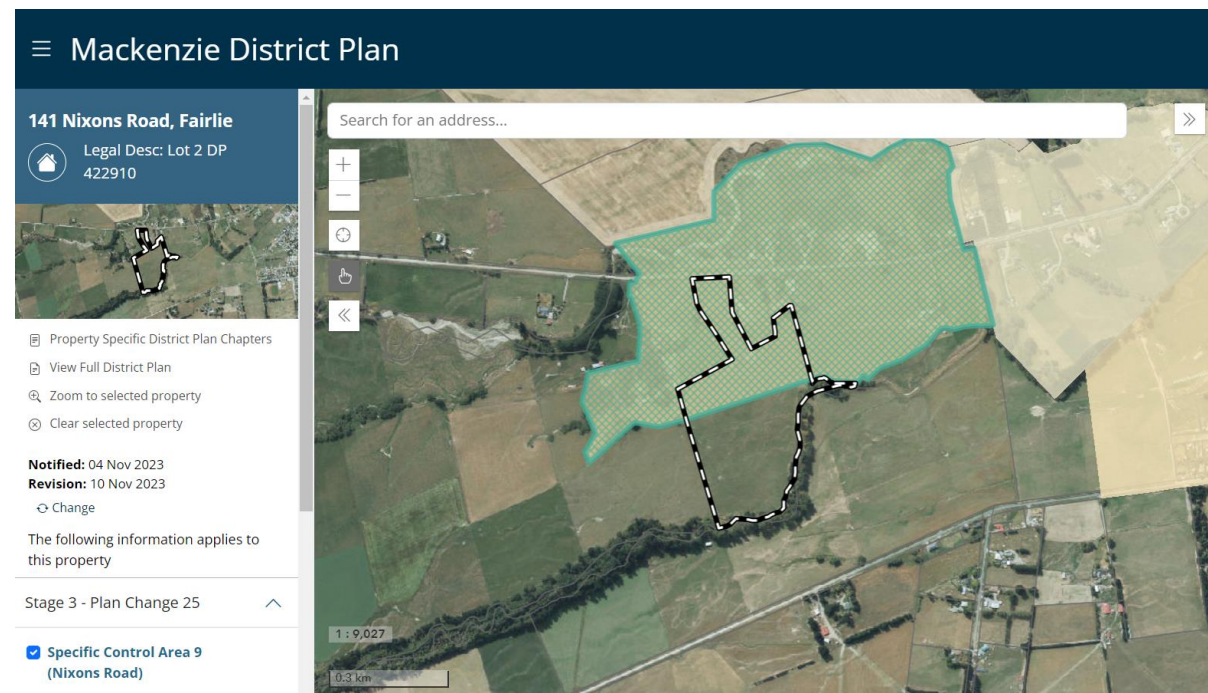 Mackenzie District Plan
141 Nixons Road, Fairlie
Legal Desc: Lot 2 DP
422910
Property Specific District Plan Chapters
View Full District Plan
Zoom to selected property
Clear selected property
Notified: 04 Nov 2023
Revision: 10 Nov 2023
Change
The following information applies to
this property
Stage 3 - Plan Change 25
Specific Control Area 9
(Nixons Road)
Search for an address...
1 : 9,027
0.3 km